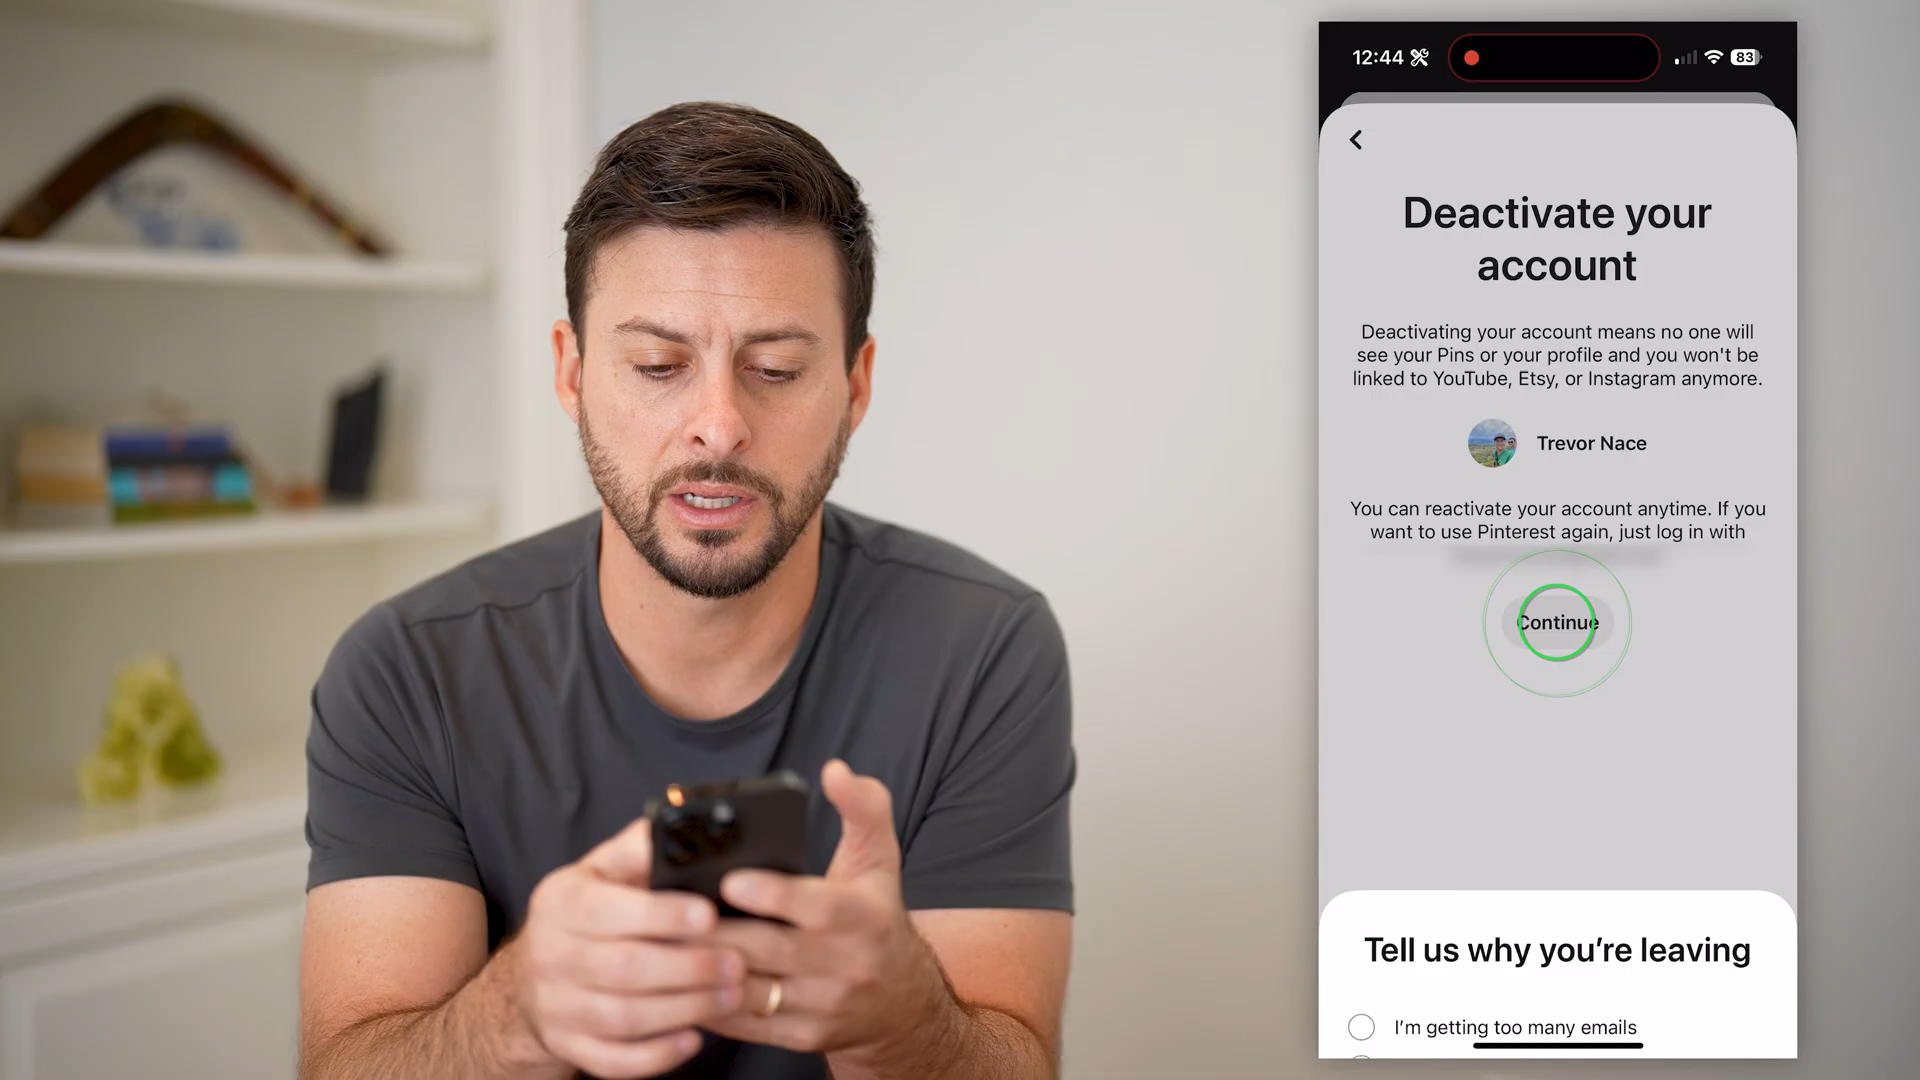 12:44
83
Deactivate your
account
Deactivating your account means no one will
see your Pins or your profile and you won't be
linked to YouTube, Etsy, or Instagram anymore.
Trevor Nace
You can reactivate your account anytime. If you
want to use Pinterest again, just log in with
Continue
Tell us why you’re leaving
I’m getting too many emails